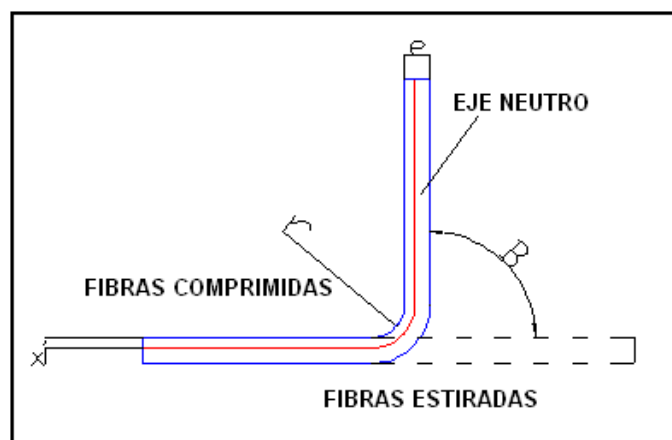 e
EJE NEUTRO
r
B
FIBRAS COMPRIMIDAS
x
FIBRAS ESTIRADAS